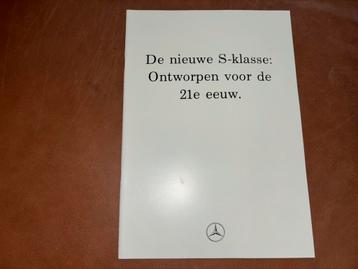 De nieuwe S-klasse:
Ontworpen voor de
21e eeuw.